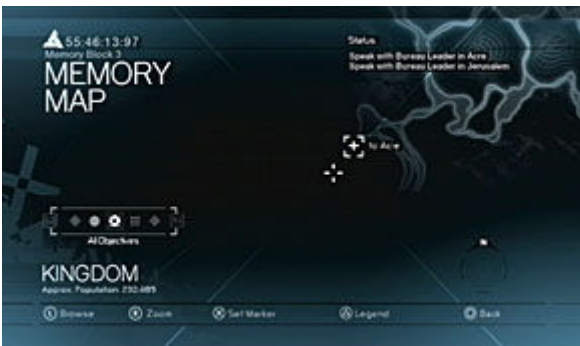 55:46:13:97
Memory Block 3
MEMORY
MAP
Status
Speak with Bureau Leader in Acre
Speak with Bureau Leader in Jerusalem
to Acre
All Objectives
N
KINGDOM
Approx. Population: 232,685
Browse
Zoom
Set Marker
Legend
Back